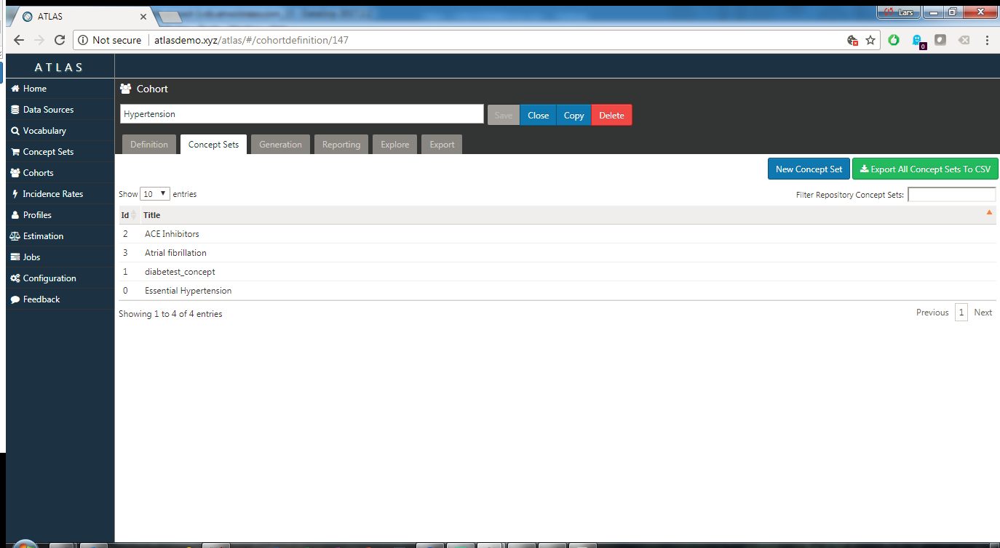 ATLAS
Lars
Not secure
atlasdemo.xyz/atlas/#/cohortdefinition/147
0
ATLAS
Home
Data Sources
Vocabulary
Concept Sets
Cohorts
Incidence Rates
Profiles
Estimation
Jobs
Configuration
Feedback
Cohort
Hypertension
Save Close Copy Delete
Definition Concept Sets Generation Reporting Explore Export
New Concept Set Export All Concept Sets To CSV
Show 10 entries
Filter Repository Concept Sets:
Id Title
2 ACE Inhibitors
3 Atrial fibrillation
1 diabetest_concept
0 Essential Hypertension
Showing 1 to 4 of 4 entries
Previous 1 Next